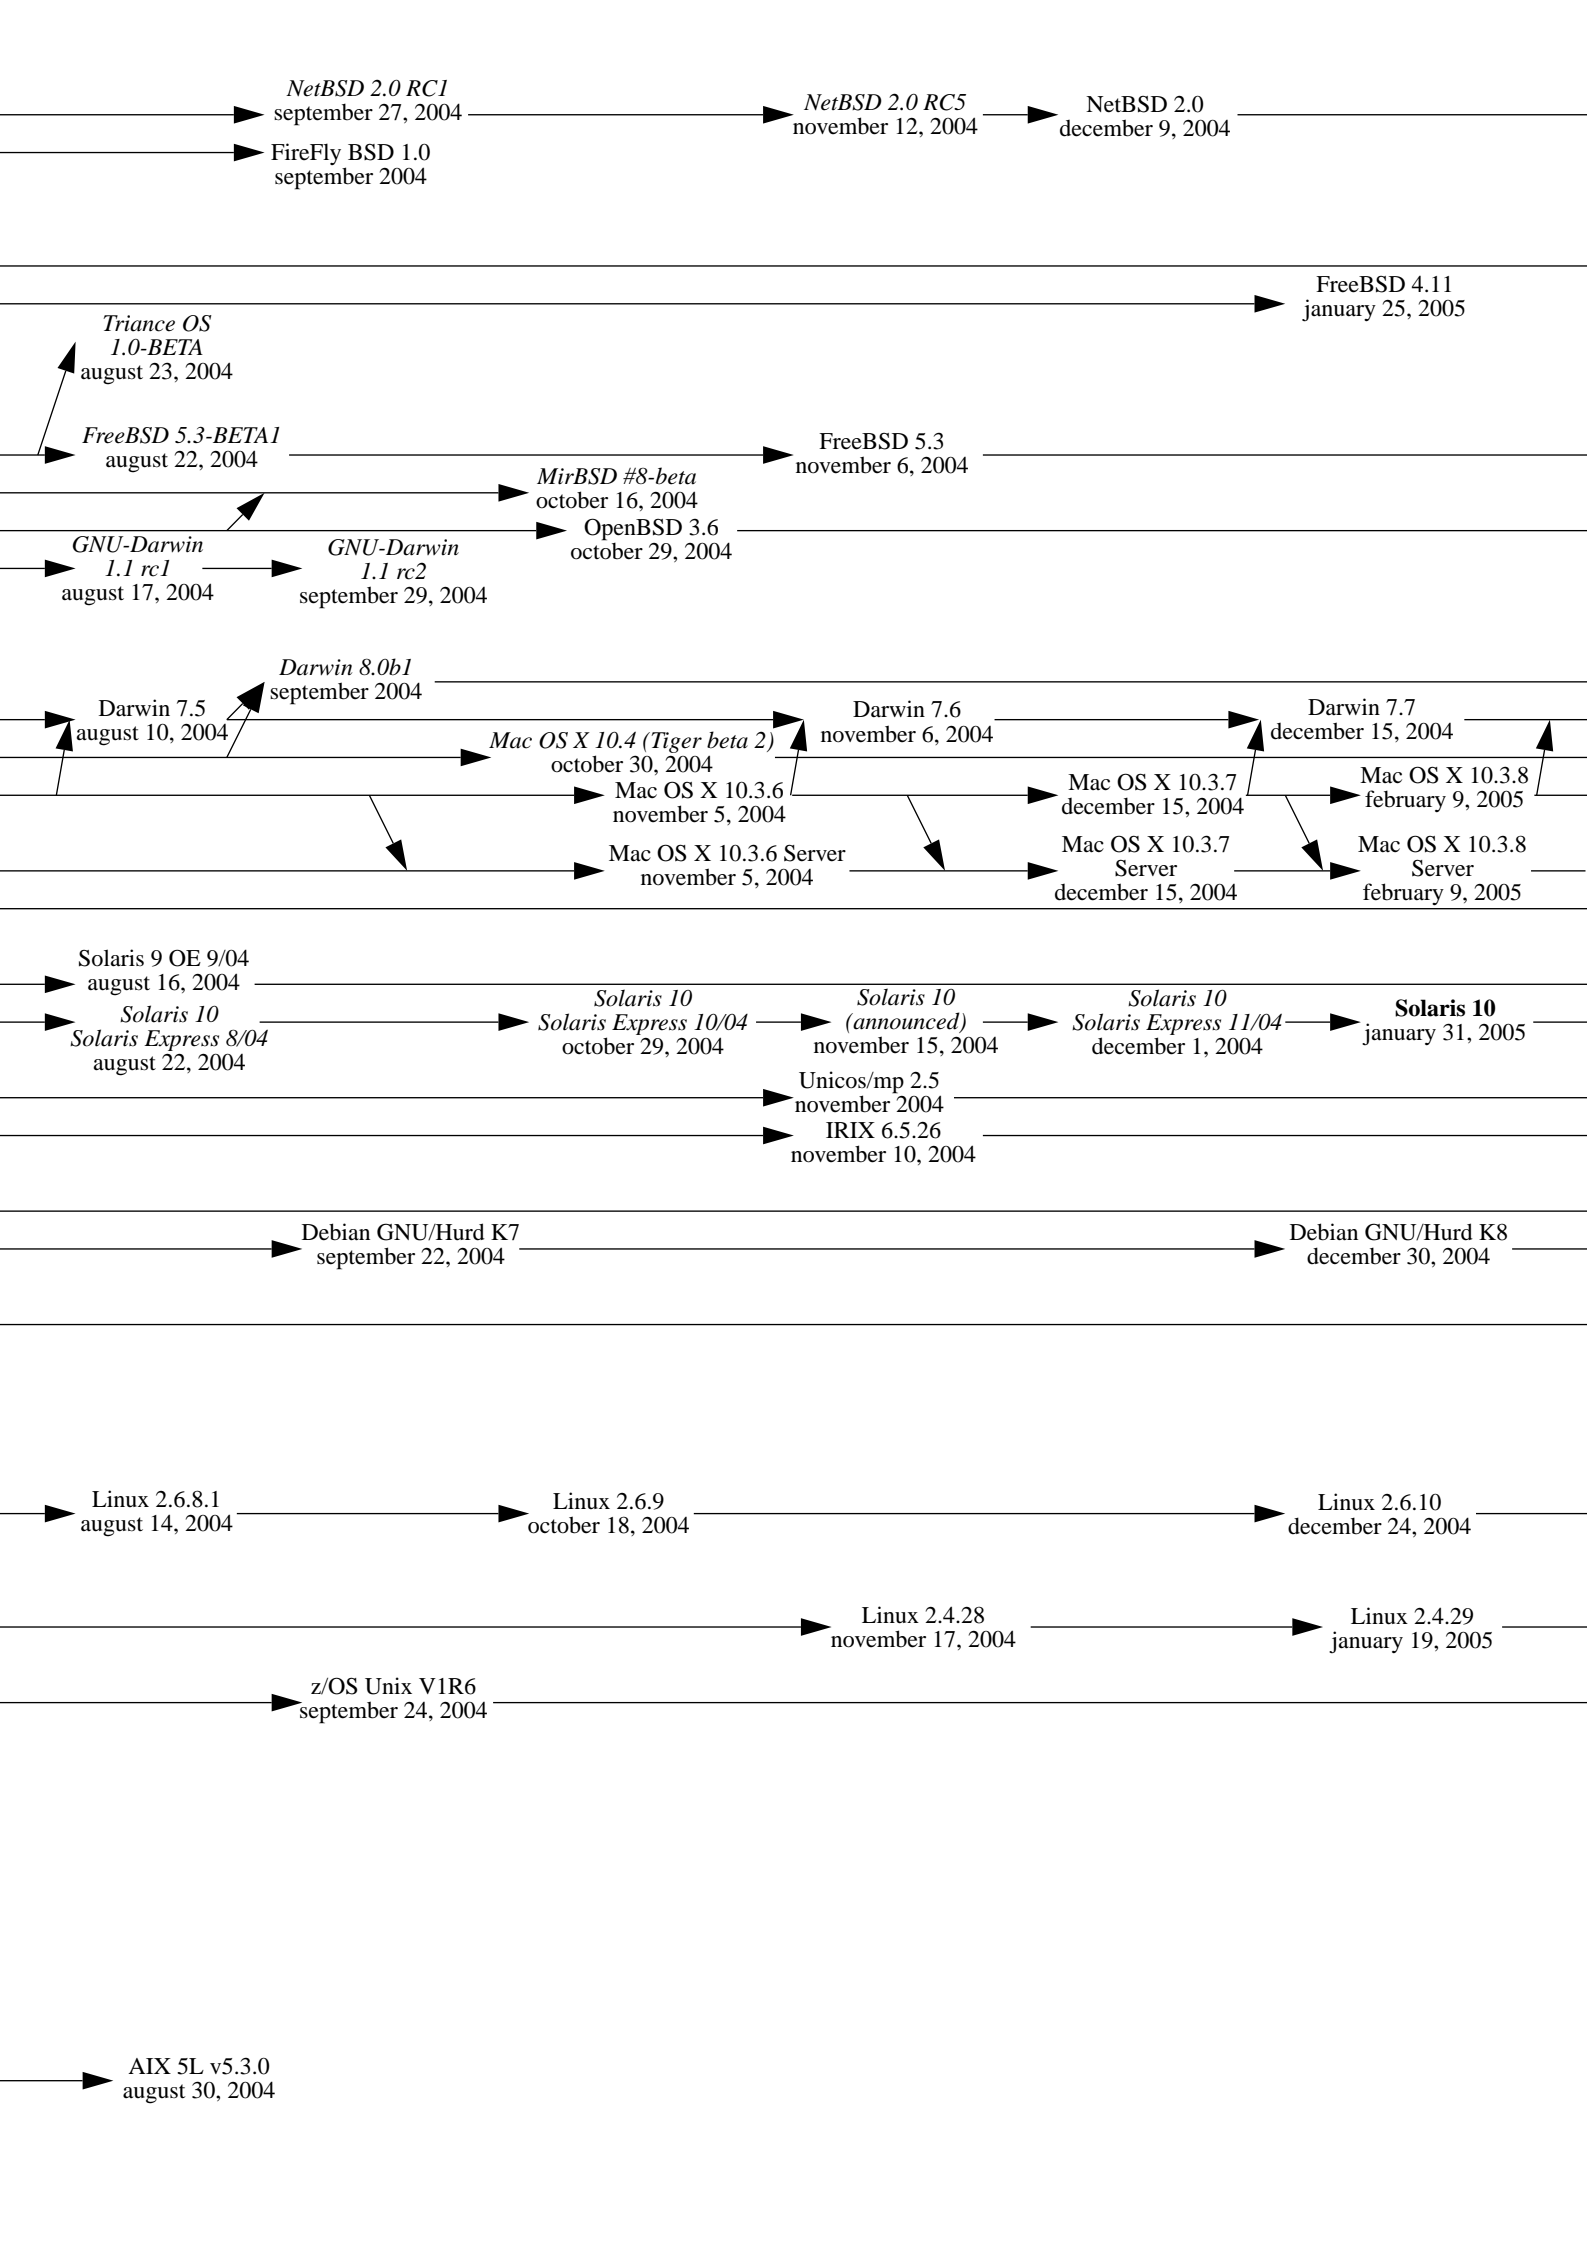 NetBSD 2.0 RC1
september 27, 2004
NetBSD 2.0 RC5
november 12, 2004
NetBSD 2.0
december 9, 2004
FireFly BSD 1.0
september 2004
FreeBSD 4.11
january 25, 2005
Triance OS
1.0-BETA
august 23, 2004
FreeBSD 5.3-BETA1
august 22, 2004
FreeBSD 5.3
november 6, 2004
MirBSD #8-beta
october 16, 2004
OpenBSD 3.6
october 29, 2004
GNU-Darwin
1.1 rc1
august 17, 2004
GNU-Darwin
1.1 rc2
september 29, 2004
Darwin 8.0b1
september 2004
Darwin 7.5
august 10, 2004
Darwin 7.6
november 6, 2004
Darwin 7.7
december 15, 2004
Mac OS X 10.4 (Tiger beta 2)
october 30, 2004
Mac OS X 10.3.6
november 5, 2004
Mac OS X 10.3.7
december 15, 2004
Mac OS X 10.3.8
february 9, 2005
Mac OS X 10.3.6 Server
november 5, 2004
Mac OS X 10.3.7
Server
december 15, 2004
Mac OS X 10.3.8
Server
february 9, 2005
Solaris 9 OE 9/04
august 16, 2004
Solaris 10
Solaris Express 8/04
august 22, 2004
Solaris 10
Solaris Express 10/04
october 29, 2004
Solaris 10
(announced)
november 15, 2004
Solaris 10
Solaris Express 11/04
december 1, 2004
Solaris 10
january 31, 2005
Unicos/mp 2.5
november 2004
IRIX 6.5.26
november 10, 2004
Debian GNU/Hurd K7
september 22, 2004
Debian GNU/Hurd K8
december 30, 2004
Linux 2.6.8.1
august 14, 2004
Linux 2.6.9
october 18, 2004
Linux 2.6.10
december 24, 2004
Linux 2.4.28
november 17, 2004
Linux 2.4.29
january 19, 2005
z/OS Unix V1R6
september 24, 2004
AIX 5L v5.3.0
august 30, 2004